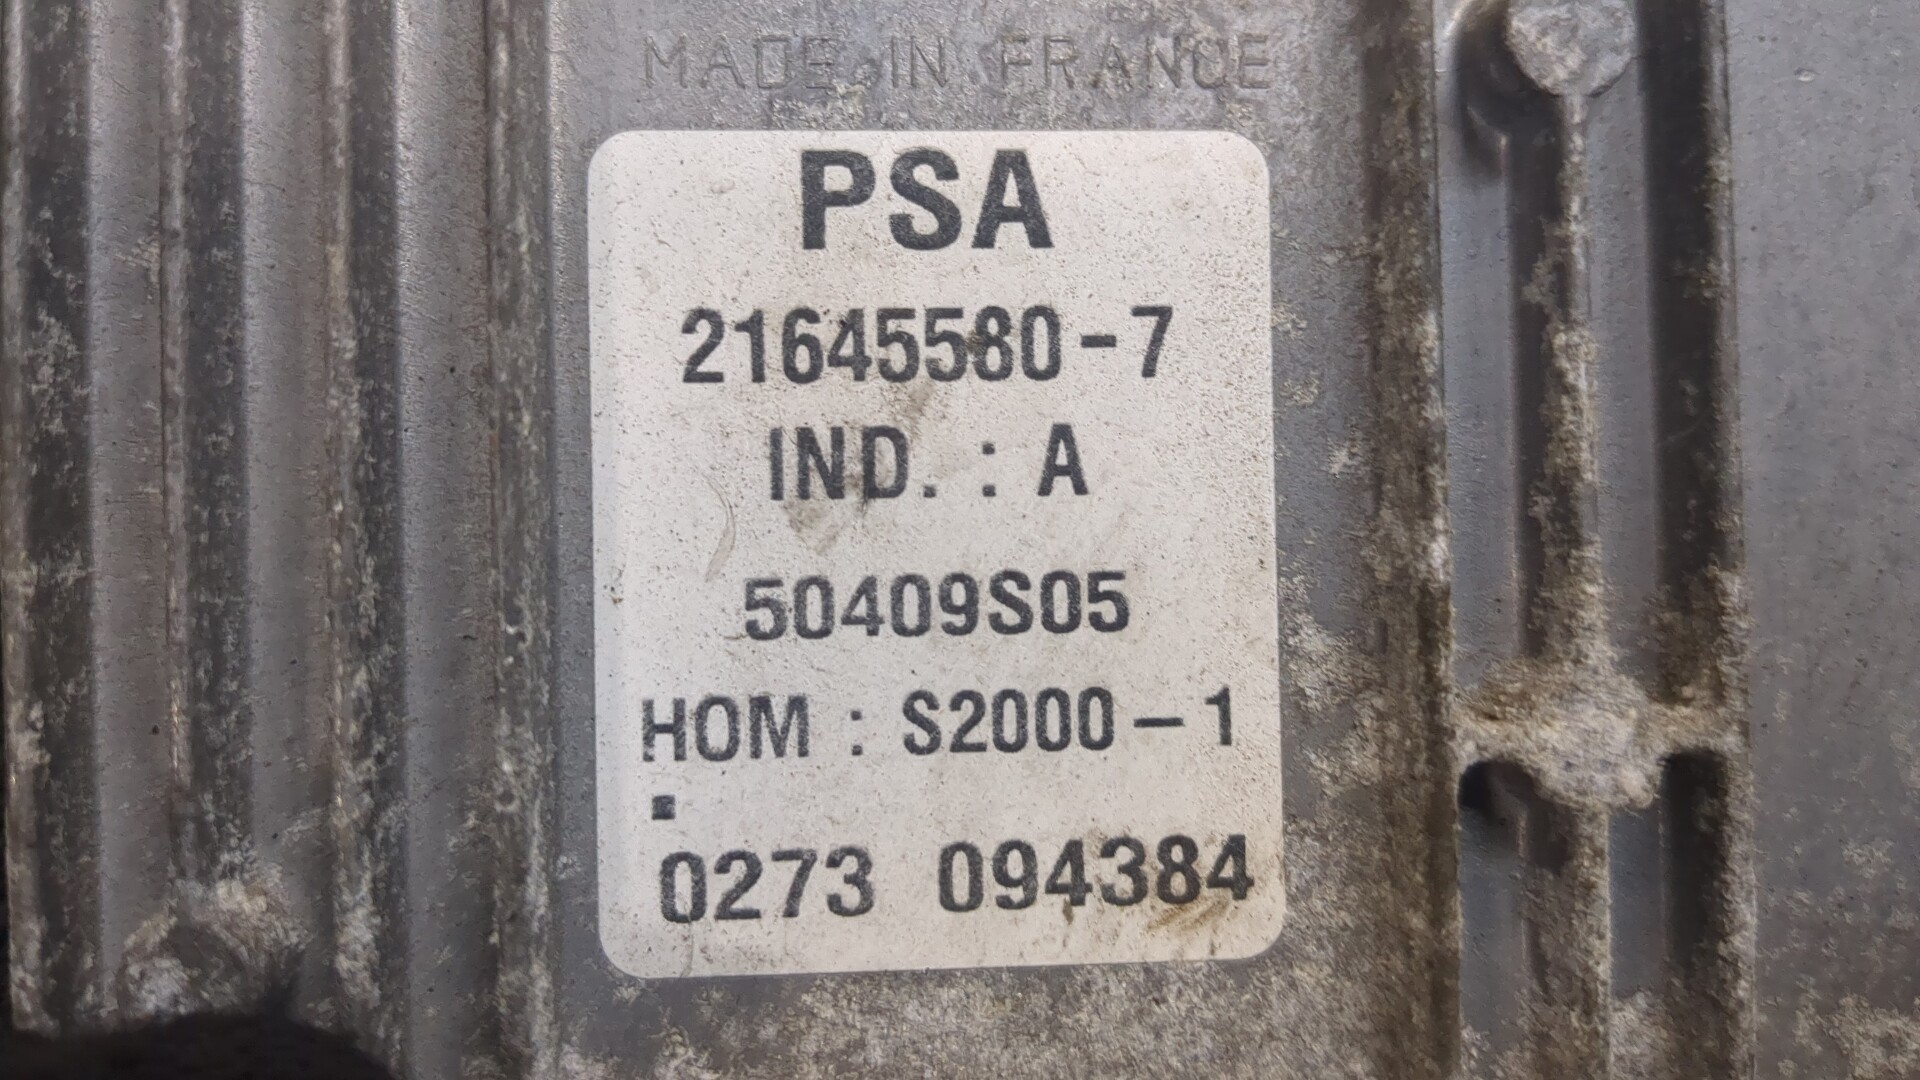 MADE IN FRANCE
PSA
21645580-7
IND. : A
50409S05
HOM : S2000-1
0273 094384